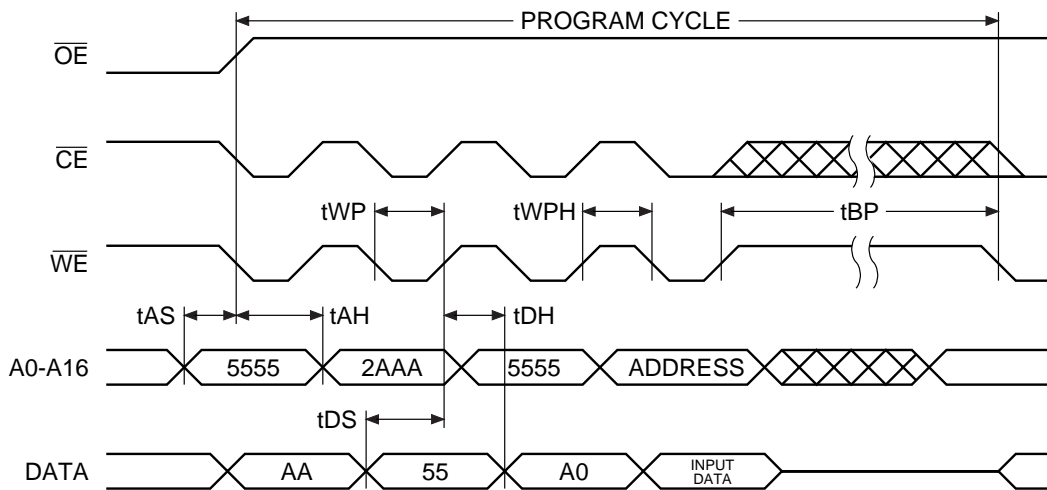 PROGRAM CYCLE
OE
CE
tWP
tWPH
tBP
WE
tAS
tAH
tDH
A0-A16
5555
2AAA
5555
ADDRESS
tDS
DATA
AA
55
A0
INPUT
DATA